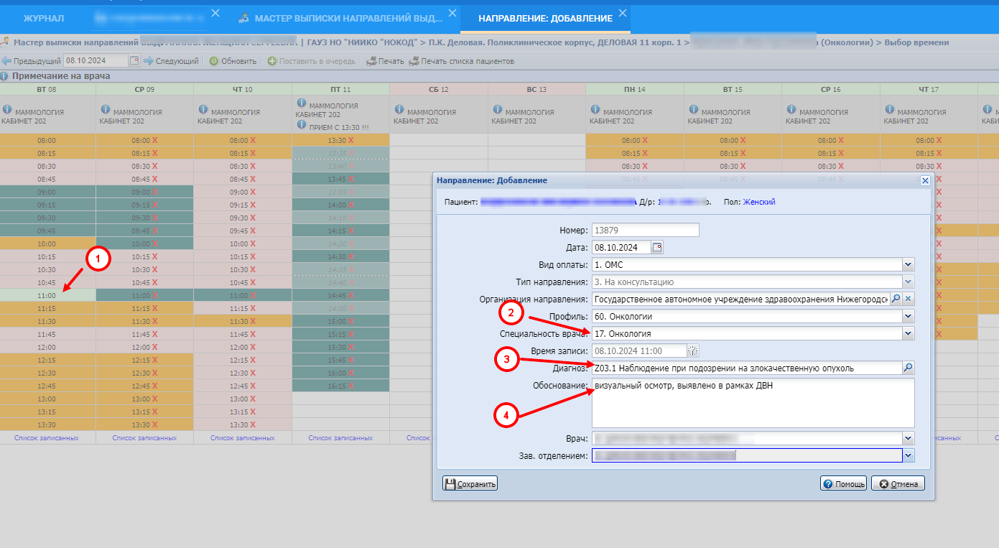 ЖУРНАЛ
МАСТЕР ВЫПИСКИ НАПРАВЛЕНИЙ ВЫД...
НАПРАВЛЕНИЕ: ДОБАВЛЕНИЕ
Мастер выписки направлений | ГАУЗ НО "НИИКО "НОКОД" > П.К. Деловая. Поликлиническое корпус, ДЕЛОВАЯ 11 корп. 1 > (Онкологии) > Выбор времени
Предыдущий 08.10.2024 Следующий Обновить Поставить в очередь Печать Печать списка пациентов
Примечание на врача
ВТ 08 СР 09 ЧТ 10 ПТ 11 СБ 12 ВС 13 ПН 14 ВТ 15 СР 16 ЧТ 17
МАММОЛОГИЯ МАММОЛОГИЯ МАММОЛОГИЯ МАММОЛОГИЯ МАММОЛОГИЯ МАММОЛОГИЯ МАММОЛОГИЯ МАММОЛОГИЯ МАММОЛОГИЯ МАММОЛОГИЯ
КАБИНЕТ 202 КАБИНЕТ 202 КАБИНЕТ 202 КАБИНЕТ 202 КАБИНЕТ 202 КАБИНЕТ 202 КАБИНЕТ 202 КАБИНЕТ 202 КАБИНЕТ 202 КАБИНЕТ 202
ПРИЕМ С 13:30 !!!
08:00 08:00 X 08:00 X 13:30 X 08:00 X 08:00 X 08:00 X 08:00 X
08:15 08:15 X 08:15 X 13:35 X 08:15 X 08:15 X 08:15 X 08:15 X
08:30 08:30 X 08:30 X 13:40 X 08:30 X 08:30 X 08:30 X 08:30 X
08:45 08:45 X 08:45 X 13:45 X 08:45 X 08:45 X 08:45 X 08:45 X
09:00 09:00 X 09:00 X 13:55 X
09:15 09:15 X 09:15 X 14:00 X
09:30 09:30 X 09:30 X 14:10 X
09:45 09:45 X 09:45 X 14:15 X
10:00 10:00 X 10:00 X 14:20 X
10:15 10:15 X 10:15 X 14:30 X
10:30 10:30 X 10:30 X 14:35 X
10:45 10:45 X 10:45 X 14:40 X
11:00 11:00 X 11:00 X 14:45 X
11:15 11:15 X 11:15 X 14:50 X
11:30 11:30 X 11:30 X 15:00 X
11:45 11:45 X 11:45 X 15:15 X
12:00 12:00 X 12:00 X 15:30 X
12:15 12:15 X 12:15 X 15:45 X
12:30 12:30 X 12:30 X 16:00 X
12:45 12:45 X 12:45 X 16:15 X
13:00 13:00 X 13:00 X
13:15 13:15 X 13:15 X
13:30 13:30 X 13:30 X
Список записанных Список записанных Список записанных Список записанных
1
Направление: Добавление
Пациент: Д/р: Пол: Женский
Номер: 13879
Дата: 08.10.2024
Вид оплаты: 1. ОМС
Тип направления: 3. На консультацию
Организация направления: Государственное автономное учреждение здравоохранения Нижегородск
2
Профиль: 60. Онкологии
Специальность врача: 17. Онкология
3
Время записи: 08.10.2024 11:00
Диагноз: Z03.1 Наблюдение при подозрении на злокачественную опухоль
Обоснование: визуальный осмотр, выявлено в рамках ДВН
4
Врач:
Зав. отделением:
Сохранить Помощь Отмена